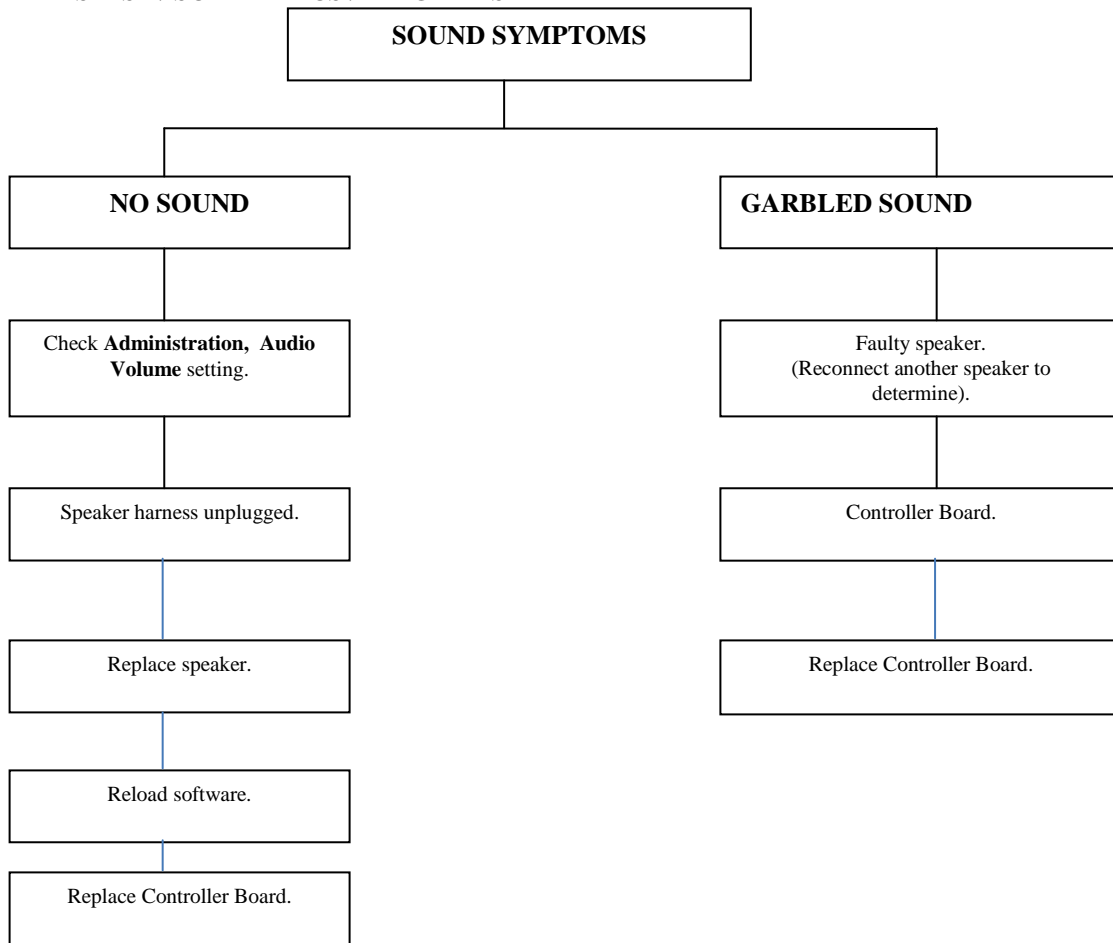 SOUND SYMPTOMS
NO SOUND
GARBLED SOUND
Check Administration, Audio
Volume setting.
Faulty speaker.
(Reconnect another speaker to
determine).
Speaker harness unplugged.
Controller Board.
Replace speaker.
Replace Controller Board.
Reload software.
Replace Controller Board.